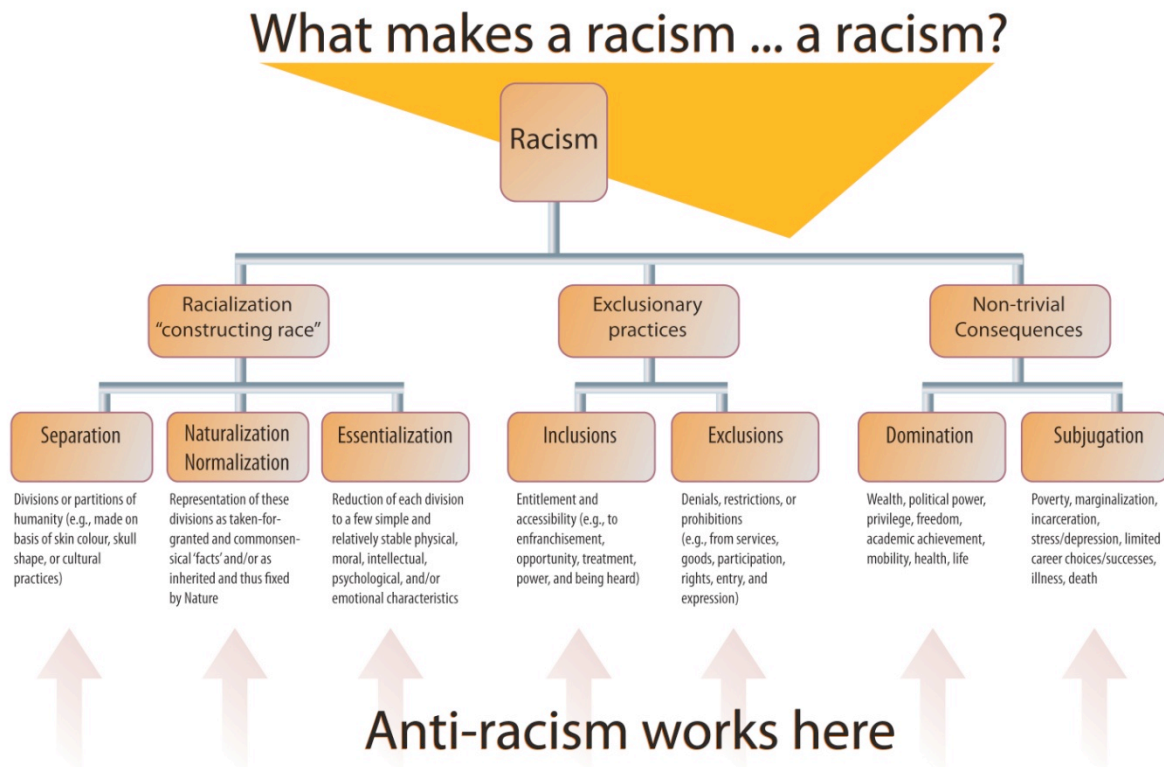 What makes a racism ... a racism?
Racism
Racialization
“constructing race”
Exclusionary
practices
Non-trivial
Consequences
Separation
Divisions or partitions of
humanity (e.g., made on
basis of skin colour, skull
shape, or cultural
practices)
Naturalization
Normalization
Representation of these
divisions as taken-for-
granted and commonsen-
sical ‘facts’ and/or as
inherited and thus fixed
by Nature
Essentialization
Reduction of each division
to a few simple and
relatively stable physical,
moral, intellectual,
psychological, and/or
emotional characteristics
Inclusions
Entitlement and
accessibility (e.g., to
enfranchisement,
opportunity, treatment,
power, and being heard)
Exclusions
Denials, restrictions, or
prohibitions
(e.g., from services,
goods, participation,
rights, entry, and
expression)
Domination
Wealth, political power,
privilege, freedom,
academic achievement,
mobility, health, life
Subjugation
Poverty, marginalization,
incarceration,
stress/depression, limited
career choices/successes,
illness, death
Anti-racism works here